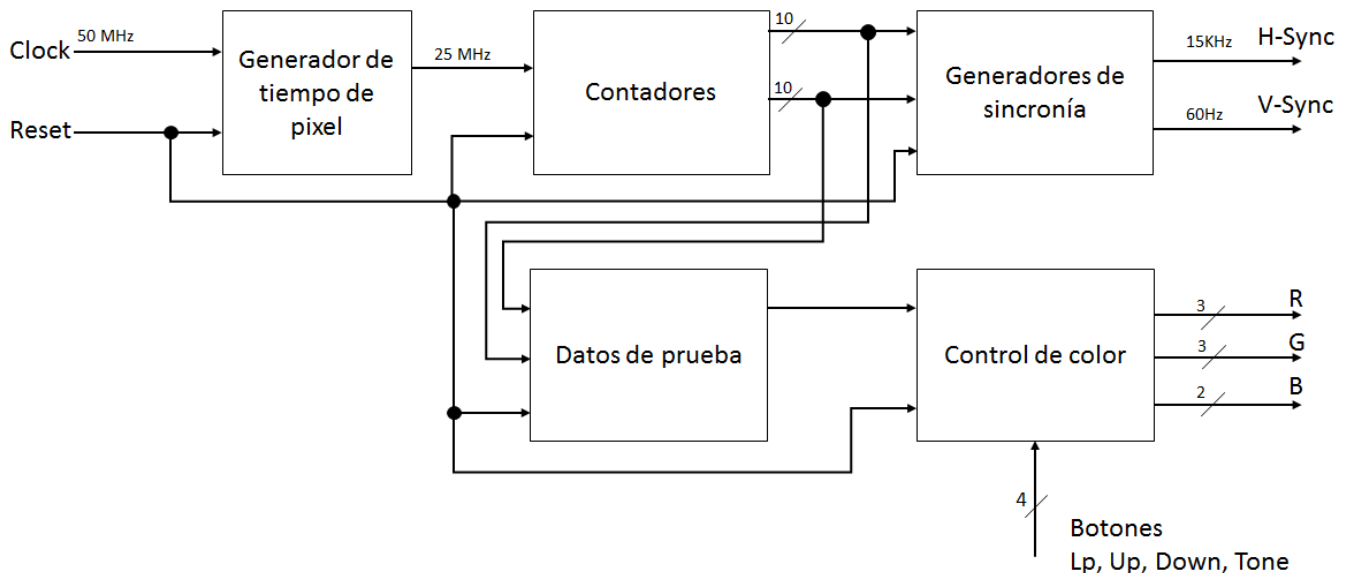 Clock
50 MHz
Reset
Generador de
tiempo de
pixel
25 MHz
Contadores
10
10
Generadores de
sincronía
15KHz
H-Sync
60Hz
V-Sync
Datos de prueba
Control de color
3
R
3
G
2
B
4
Botones
Lp, Up, Down, Tone